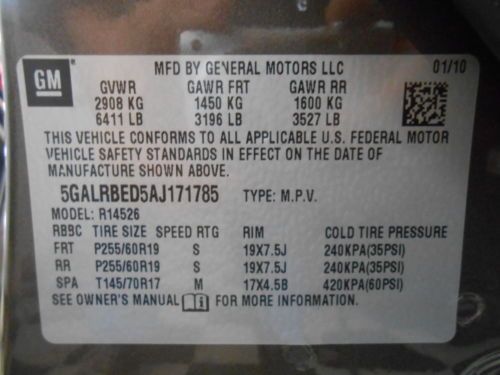 GM
MFD BY GENERAL MOTORS LLC 01/10
GVWR GAWR FRT GAWR RR
2908 KG 1450 KG 1600 KG
6411 LB 3196 LB 3527 LB
THIS VEHICLE CONFORMS TO ALL APPLICABLE U.S. FEDERAL MOTOR
VEHICLE SAFETY STANDARDS IN EFFECT ON THE DATE OF
MANUFACTURE SHOWN ABOVE.
5GALRBED5AJ171785 TYPE: M.P.V.
MODEL: R14526
RBBC TIRE SIZE SPEED RTG RIM COLD TIRE PRESSURE
FRT P255/60R19 S 19X7.5J 240KPA(35PSI)
RR P255/60R19 S 19X7.5J 240KPA(35PSI)
SPA T145/70R17 M 17X4.5B 420KPA(60PSI)
SEE OWNER'S MANUAL FOR MORE INFORMATION.